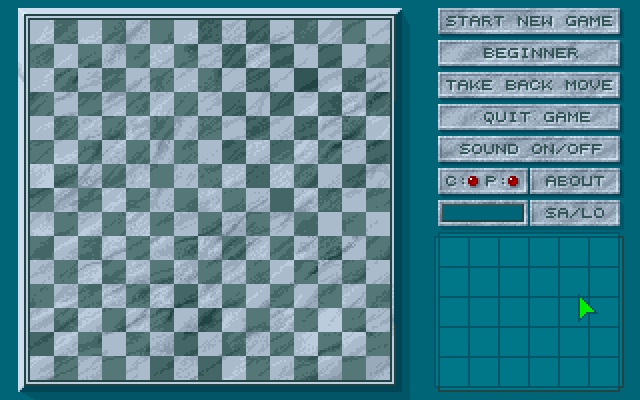 START NEW GAME
BEGINNER
TAKE BACK MOVE
QUIT GAME
SOUND ON/OFF
C: P: ABOUT
SA/LO